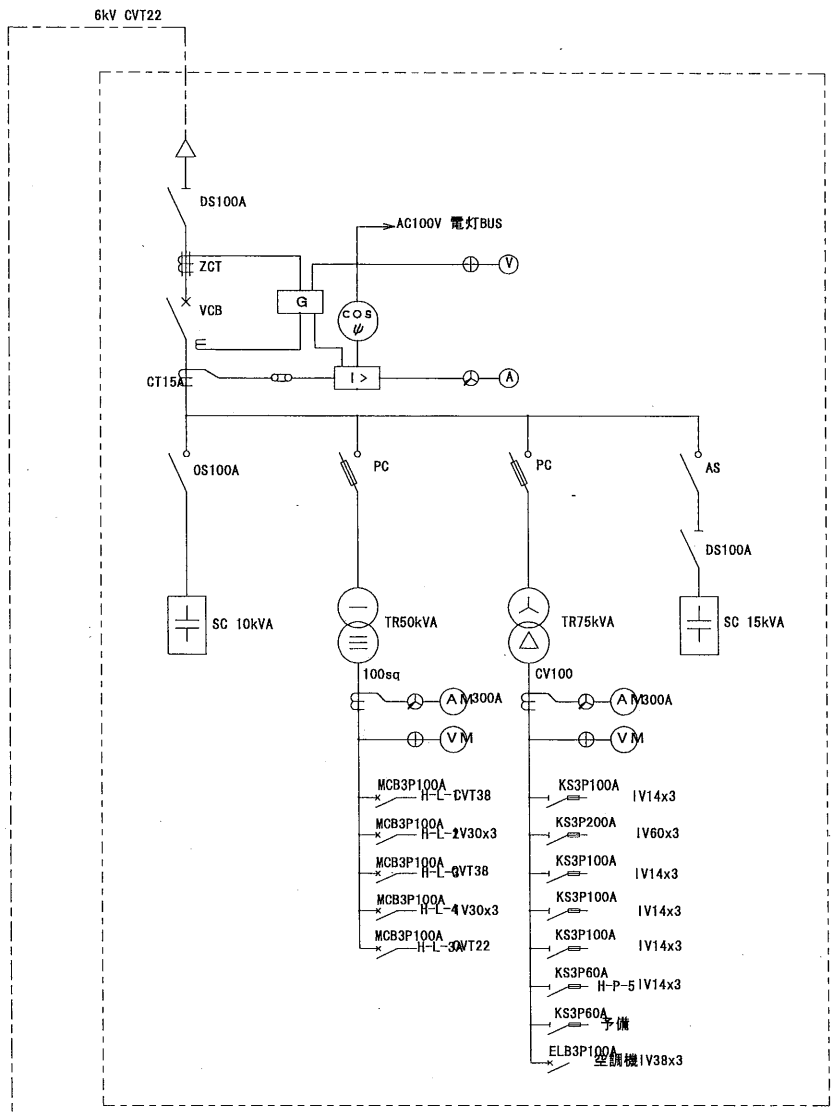 6kV CVT22
DS100A
AC100V 電灯BUS
ZCT
V
G
VCB
cos
ψ
CT15A
I >
A
OS100A
PC
PC
AS
DS100A
SC 10kVA
TR50kVA
TR75kVA
SC 15kVA
100sq
CV100
AM300A
AM300A
VM
VM
MCB3P100A
H-L-1 CVT38
KS3P100A
IV14x3
MCB3P100A
H-L-2 IV30x3
KS3P200A
IV60x3
MCB3P100A
H-L-3 CVT38
KS3P100A
IV14x3
MCB3P100A
H-L-4 IV30x3
KS3P100A
IV14x3
MCB3P100A
H-L-3A CVT22
KS3P100A
IV14x3
KS3P60A
H-P-5 IV14x3
KS3P60A
予備
ELB3P100A
空調機 IV38x3